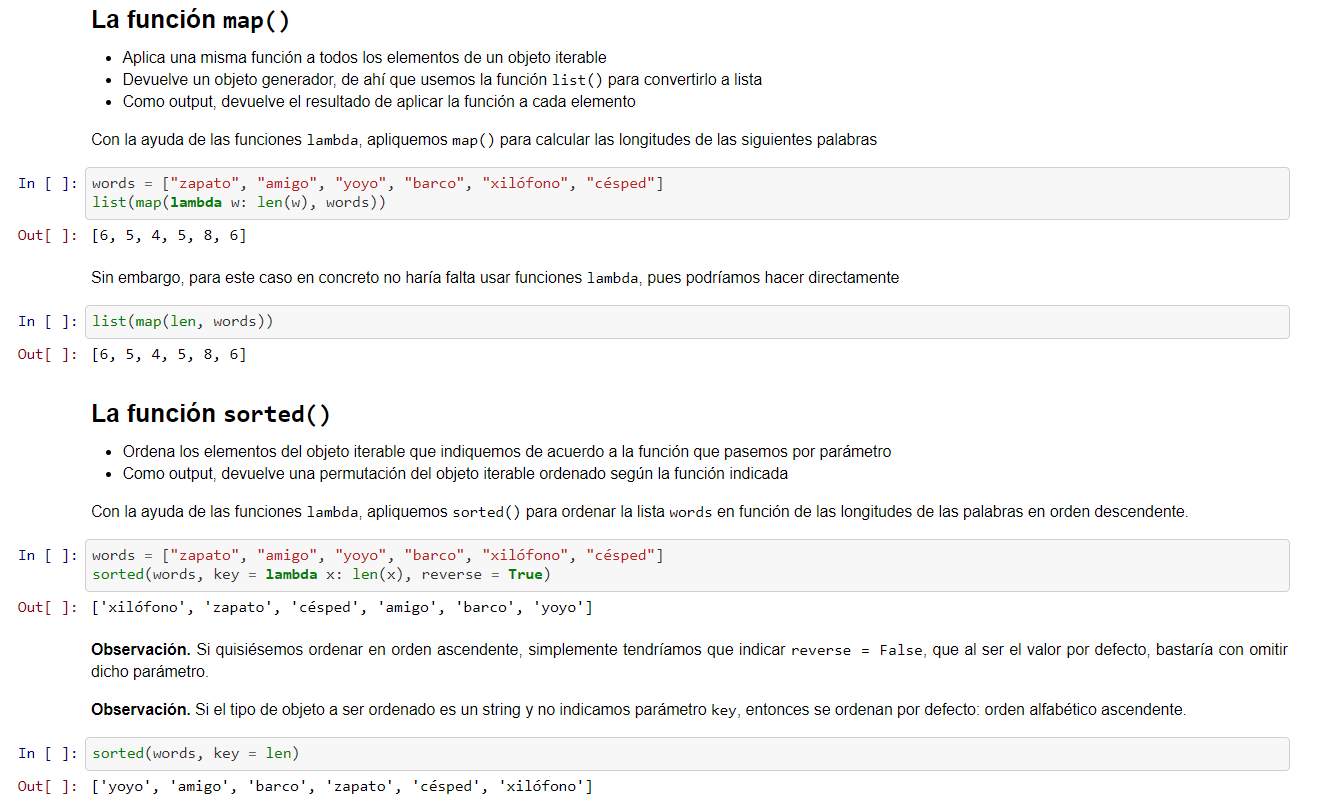 La función map()
• Aplica una misma función a todos los elementos de un objeto iterable
• Devuelve un objeto generador, de ahí que usemos la función list() para convertirlo a lista
• Como output, devuelve el resultado de aplicar la función a cada elemento
Con la ayuda de las funciones lambda, apliquemos map() para calcular las longitudes de las siguientes palabras
In [ ]: words = ["zapato", "amigo", "yoyo", "barco", "xilófono", "césped"]
list(map(lambda w: len(w), words))
Out[ ]: [6, 5, 4, 5, 8, 6]
Sin embargo, para este caso en concreto no haría falta usar funciones lambda, pues podríamos hacer directamente
In [ ]: list(map(len, words))
Out[ ]: [6, 5, 4, 5, 8, 6]
La función sorted()
• Ordena los elementos del objeto iterable que indiquemos de acuerdo a la función que pasemos por parámetro
• Como output, devuelve una permutación del objeto iterable ordenado según la función indicada
Con la ayuda de las funciones lambda, apliquemos sorted() para ordenar la lista words en función de las longitudes de las palabras en orden descendente.
In [ ]: words = ["zapato", "amigo", "yoyo", "barco", "xilófono", "césped"]
sorted(words, key = lambda x: len(x), reverse = True)
Out[ ]: ['xilófono', 'zapato', 'césped', 'amigo', 'barco', 'yoyo']
Observación. Si quisiésemos ordenar en orden ascendente, simplemente tendríamos que indicar reverse = False, que al ser el valor por defecto, bastaría con omitir
dicho parámetro.
Observación. Si el tipo de objeto a ser ordenado es un string y no indicamos parámetro key, entonces se ordenan por defecto: orden alfabético ascendente.
In [ ]: sorted(words, key = len)
Out[ ]: ['yoyo', 'amigo', 'barco', 'zapato', 'césped', 'xilófono']